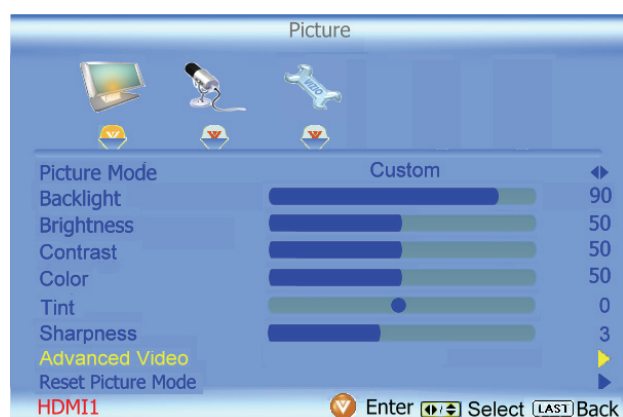 Picture
VIZIO
Picture Mode Custom
Backlight 90
Brightness 50
Contrast 50
Color 50
Tint 0
Sharpness 3
Advanced Video
Reset Picture Mode
HDMI1 Enter Select LAST Back